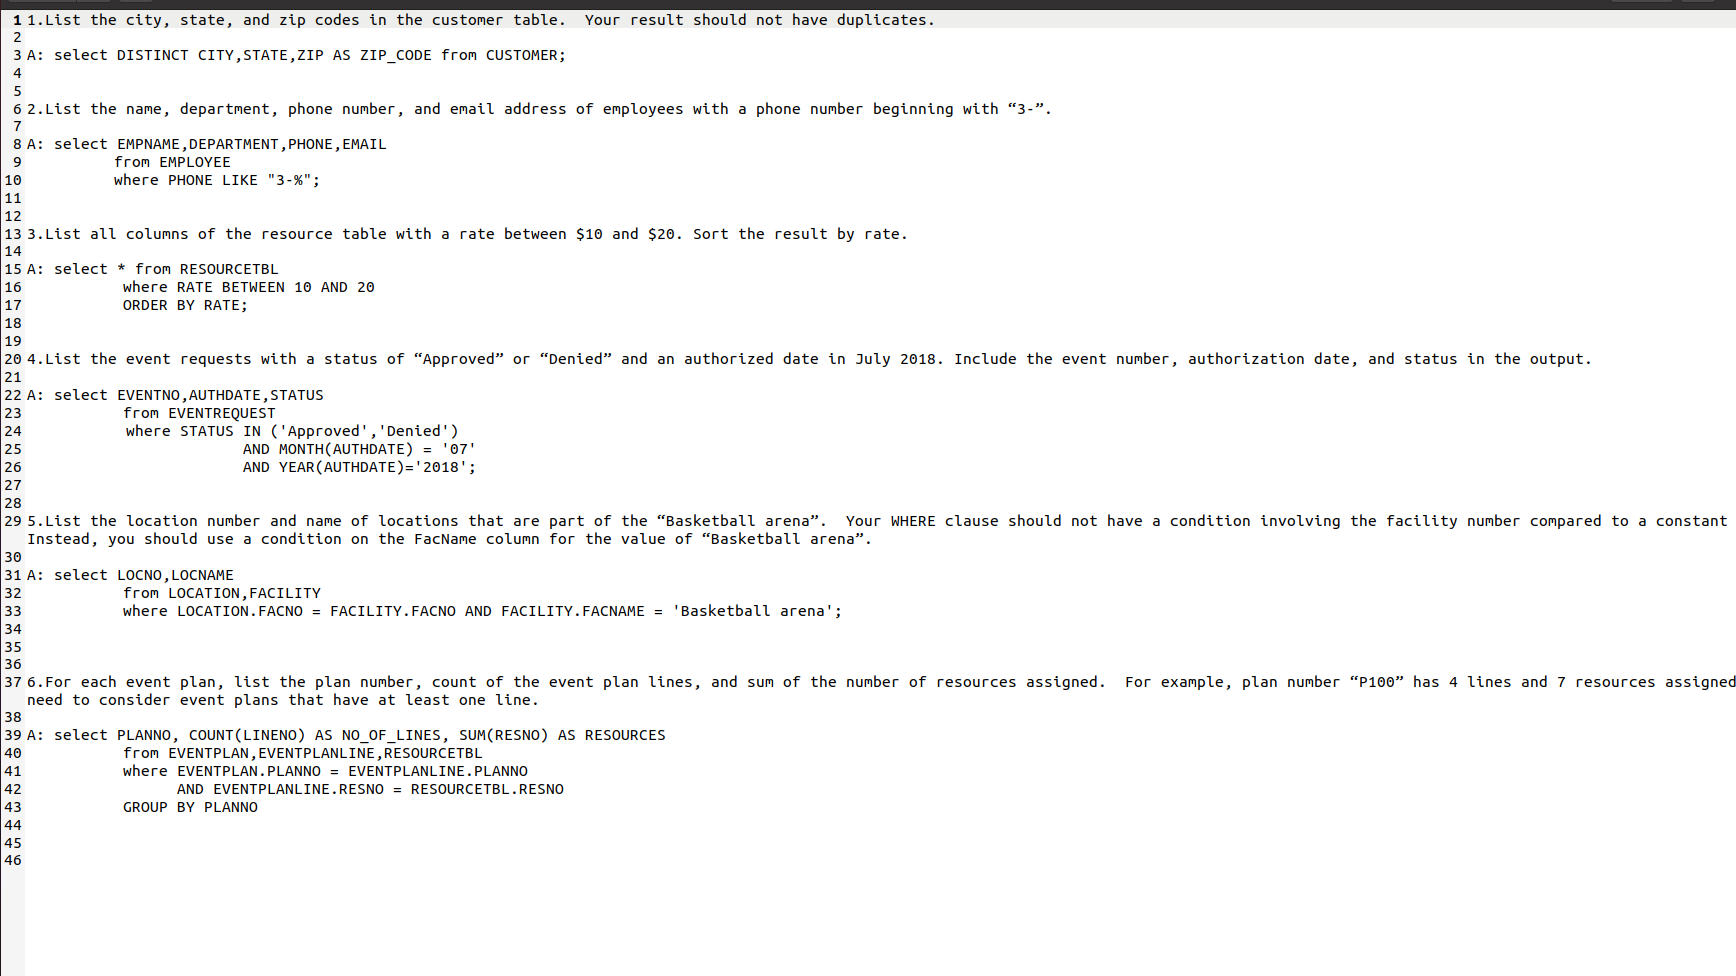 1 1.List the city, state, and zip codes in the customer table.  Your result should not have duplicates.
2
3 A: select DISTINCT CITY,STATE,ZIP AS ZIP_CODE from CUSTOMER;
4
5
6 2.List the name, department, phone number, and email address of employees with a phone number beginning with “3-”.
7
8 A: select EMPNAME,DEPARTMENT,PHONE,EMAIL
9 from EMPLOYEE
10 where PHONE LIKE "3-%";
11
12
13 3.List all columns of the resource table with a rate between $10 and $20. Sort the result by rate.
14
15 A: select * from RESOURCETBL
16 where RATE BETWEEN 10 AND 20
17 ORDER BY RATE;
18
19
20 4.List the event requests with a status of “Approved” or “Denied” and an authorized date in July 2018. Include the event number, authorization date, and status in the output.
21
22 A: select EVENTNO,AUTHDATE,STATUS
23 from EVENTREQUEST
24 where STATUS IN ('Approved','Denied')
25 AND MONTH(AUTHDATE) = '07'
26 AND YEAR(AUTHDATE)='2018';
27
28
29 5.List the location number and name of locations that are part of the “Basketball arena”.  Your WHERE clause should not have a condition involving the facility number compared to a constant
Instead, you should use a condition on the FacName column for the value of “Basketball arena”.
30
31 A: select LOCNO,LOCNAME
32 from LOCATION,FACILITY
33 where LOCATION.FACNO = FACILITY.FACNO AND FACILITY.FACNAME = 'Basketball arena';
34
35
36
37 6.For each event plan, list the plan number, count of the event plan lines, and sum of the number of resources assigned.  For example, plan number “P100” has 4 lines and 7 resources assigned
need to consider event plans that have at least one line.
38
39 A: select PLANNO, COUNT(LINENO) AS NO_OF_LINES, SUM(RESNO) AS RESOURCES
40 from EVENTPLAN,EVENTPLANLINE,RESOURCETBL
41 where EVENTPLAN.PLANNO = EVENTPLANLINE.PLANNO
42 AND EVENTPLANLINE.RESNO = RESOURCETBL.RESNO
43 GROUP BY PLANNO
44
45
46